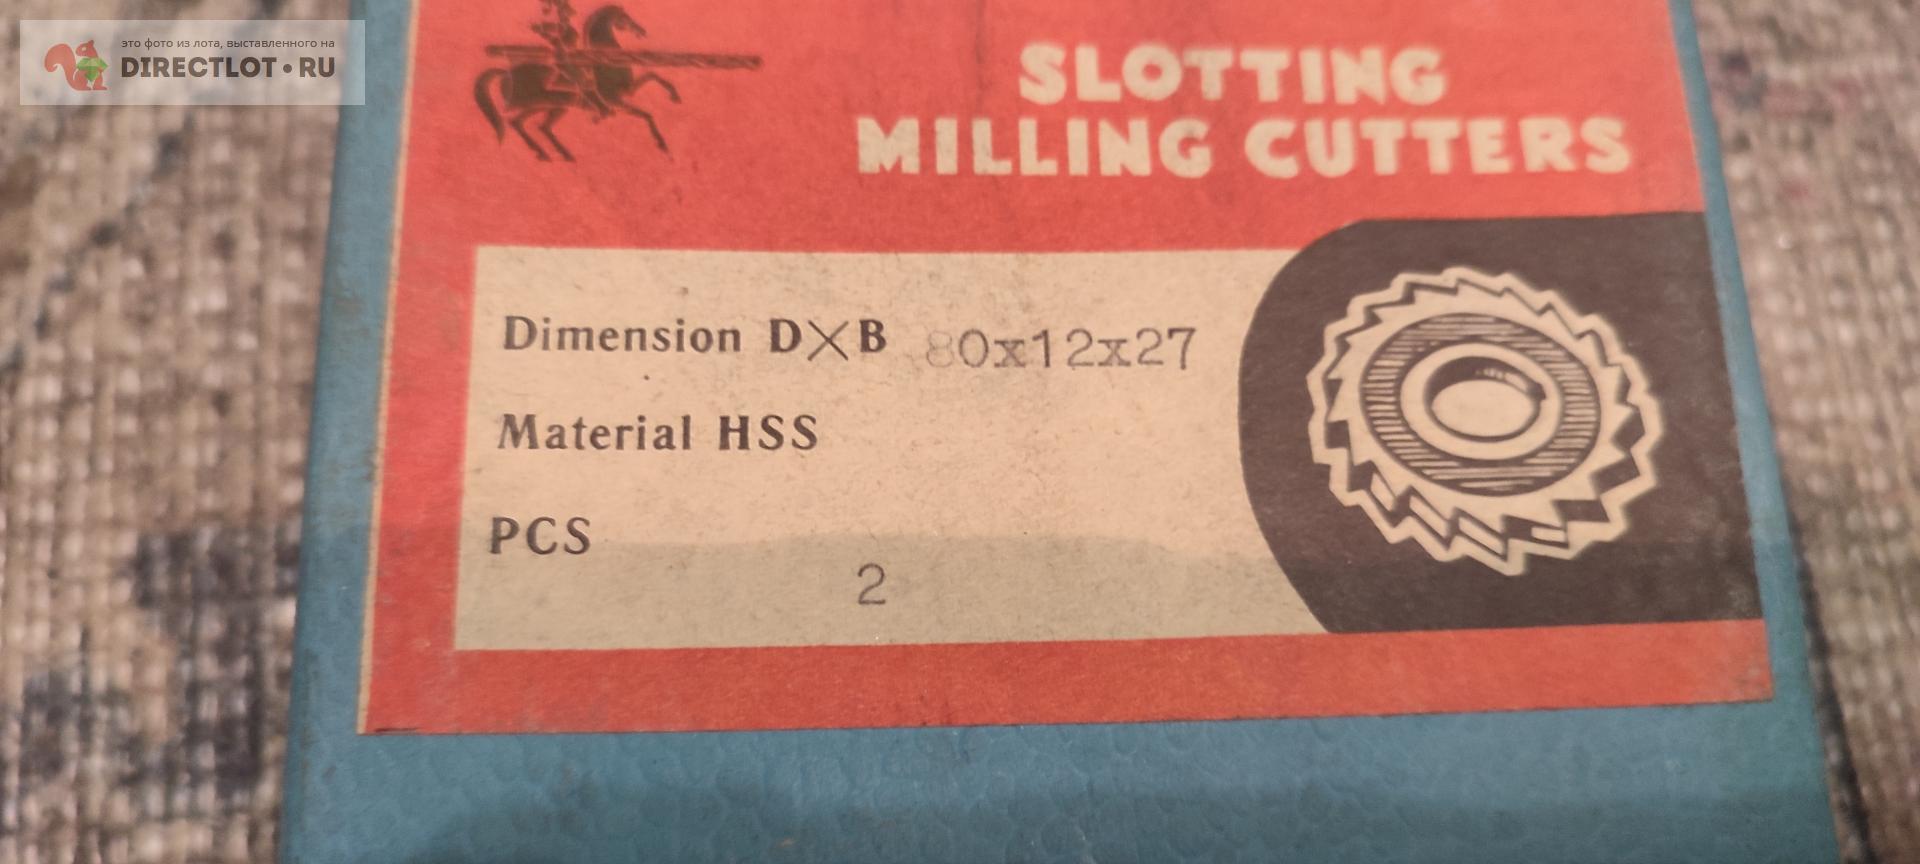 это фото из лота, выставленного на
DIRECTLOT•RU
SLOTTING
MILLING CUTTERS
Dimension D×B 80x12x27
Material HSS
PCS
2